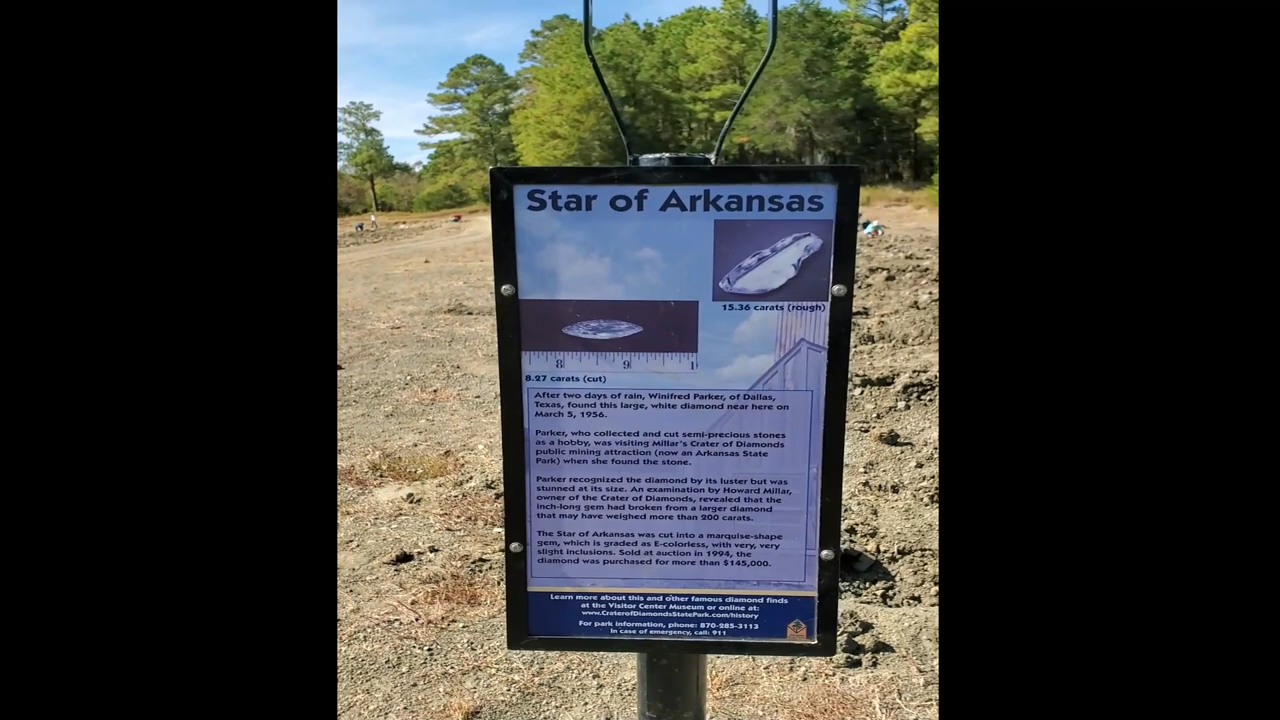 Star of Arkansas
15.36 carats (rough)
8 9 1
8.27 carats (cut)
After two days of rain, Winifred Parker, of Dallas,
Texas, found this large, white diamond near here on
March 5, 1956.
Parker, who collected and cut semi-precious stones
as a hobby, was visiting Millar's Crater of Diamonds
public mining attraction (now an Arkansas State
Park) when she found the stone.
Parker recognized the diamond by its luster but was
stunned at its size. An examination by Howard Millar,
owner of the Crater of Diamonds, revealed that the
inch-long gem had broken from a larger diamond
that may have weighed more than 200 carats.
The Star of Arkansas was cut into a marquise-shape
gem, which is graded as E-colorless, with very, very
slight inclusions. Sold at auction in 1994, the
diamond was purchased for more than $145,000.
Learn more about this and other famous diamond finds
at the Visitor Center Museum or online at:
www.CraterofDiamondsStatePark.com/history
For park information, phone: 870-285-3113
In case of emergency, call: 911